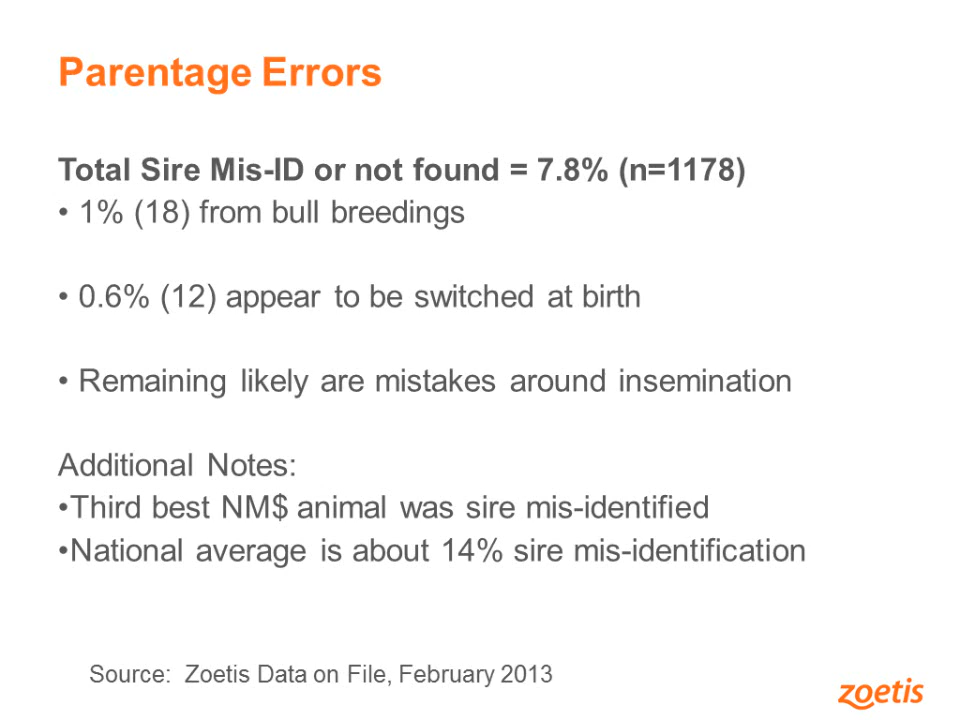 Parentage Errors
Total Sire Mis-ID or not found = 7.8% (n=1178)
• 1% (18) from bull breedings
• 0.6% (12) appear to be switched at birth
• Remaining likely are mistakes around insemination
Additional Notes:
•Third best NM$ animal was sire mis-identified
•National average is about 14% sire mis-identification
Source: Zoetis Data on File, February 2013
zoetis